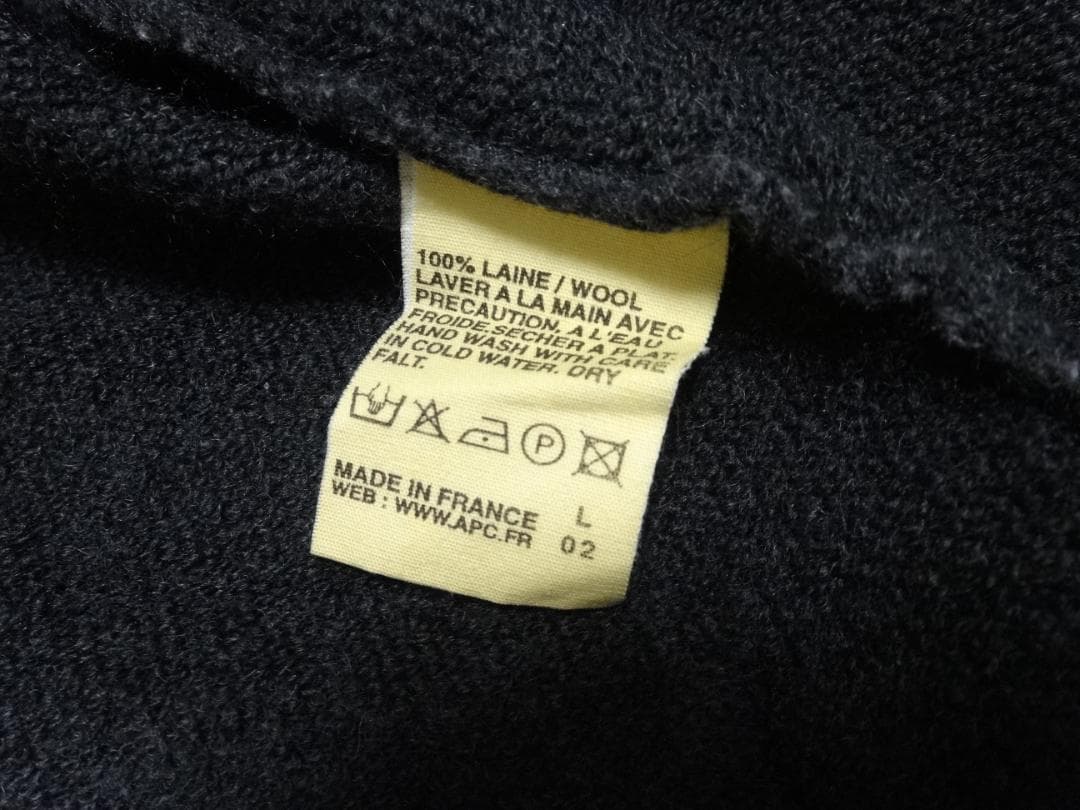 100% LAINE / WOOL
LAVER A LA MAIN AVEC
PRECAUTION. A L'EAU
FROIDE.SECHER A PLAT.
HAND WASH WITH CARE
IN COLD WATER. DRY
FALT.
P
MADE IN FRANCE L
WEB : WWW.APC.FR 02